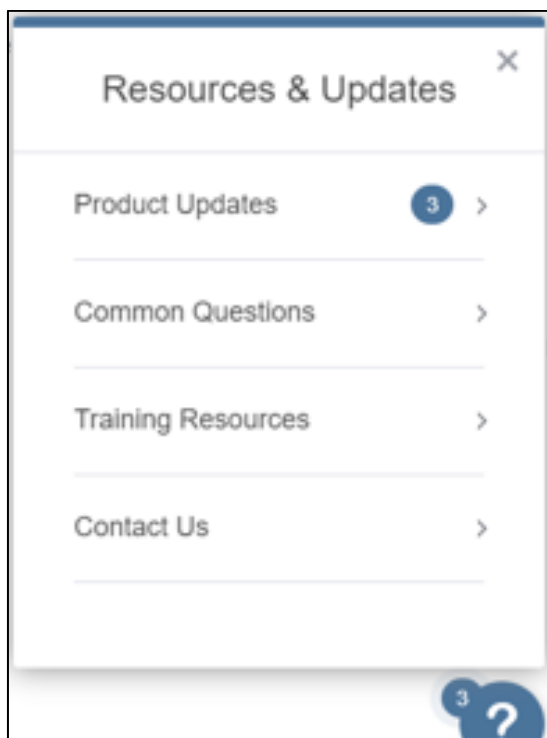 Resources & Updates
Product Updates 3
Common Questions
Training Resources
Contact Us
3
?